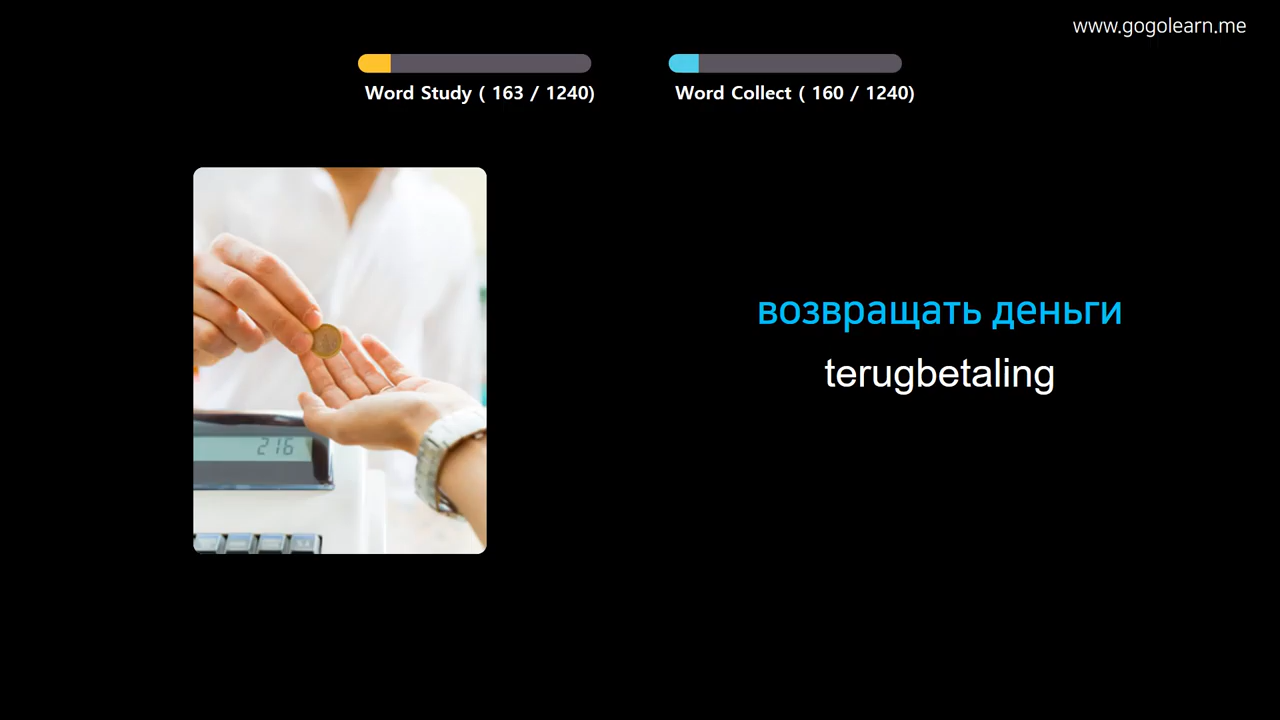 www.gogolearn.me
Word Study ( 163 / 1240)
Word Collect ( 160 / 1240)
возвращать деньги
terugbetaling
216